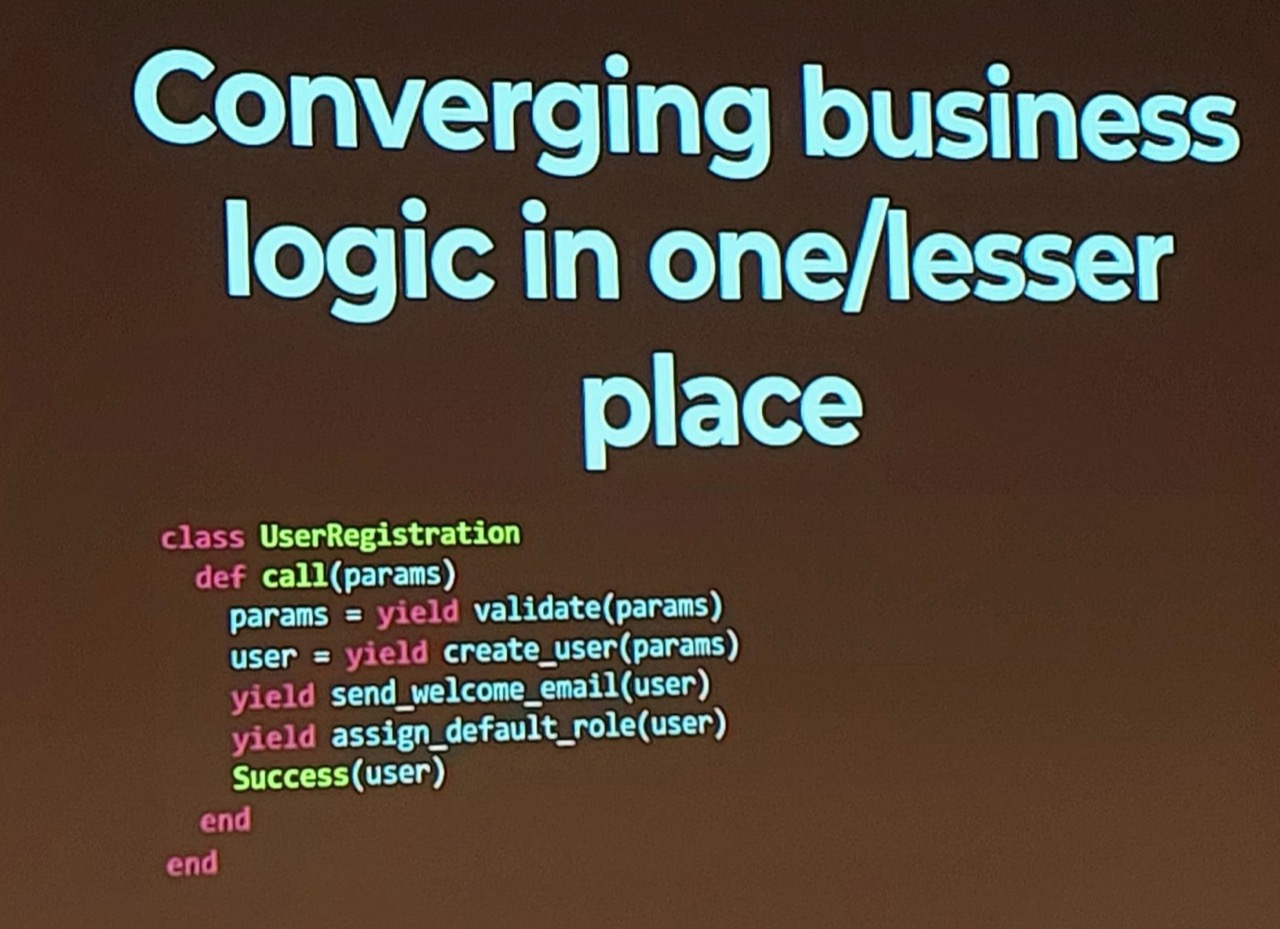 Converging business
logic in one/lesser
place
class UserRegistration
  def call(params)
    params = yield validate(params)
    user = yield create_user(params)
    yield send_welcome_email(user)
    yield assign_default_role(user)
    Success(user)
  end
end